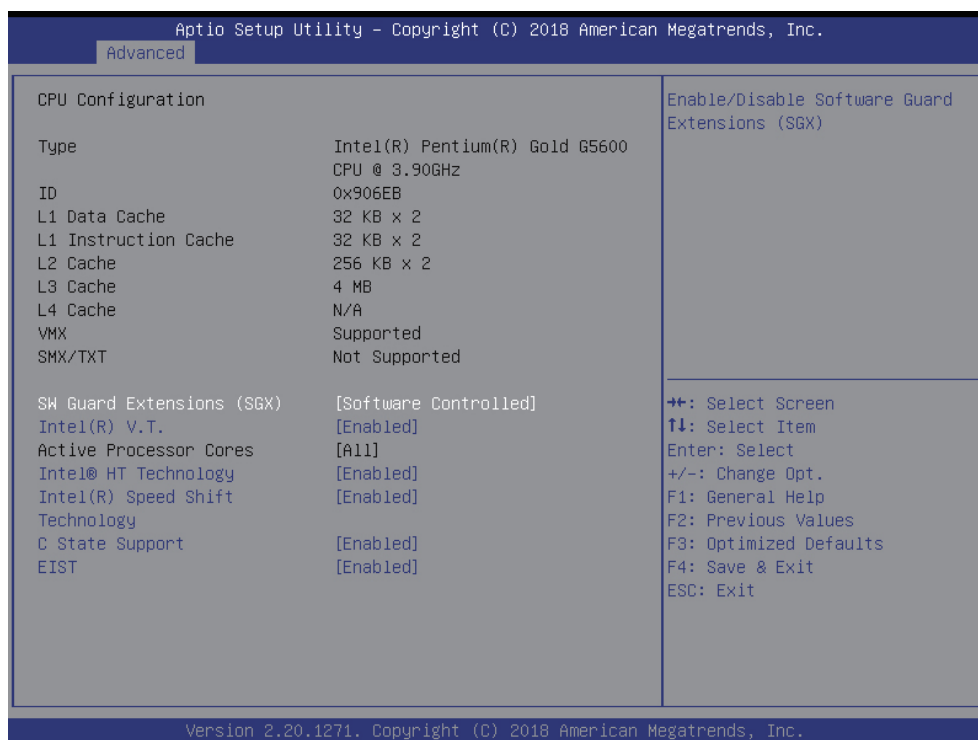 Aptio Setup Utility – Copyright (C) 2018 American Megatrends, Inc.
Advanced
CPU Configuration
Type Intel(R) Pentium(R) Gold G5600
CPU @ 3.90GHz
ID 0x906EB
L1 Data Cache 32 KB x 2
L1 Instruction Cache 32 KB x 2
L2 Cache 256 KB x 2
L3 Cache 4 MB
L4 Cache N/A
VMX Supported
SMX/TXT Not Supported
SW Guard Extensions (SGX) [Software Controlled]
Intel(R) V.T. [Enabled]
Active Processor Cores [All]
Intel® HT Technology [Enabled]
Intel(R) Speed Shift [Enabled]
Technology
C State Support [Enabled]
EIST [Enabled]
Enable/Disable Software Guard
Extensions (SGX)
→←: Select Screen
↑↓: Select Item
Enter: Select
+/-: Change Opt.
F1: General Help
F2: Previous Values
F3: Optimized Defaults
F4: Save & Exit
ESC: Exit
Version 2.20.1271. Copyright (C) 2018 American Megatrends, Inc.